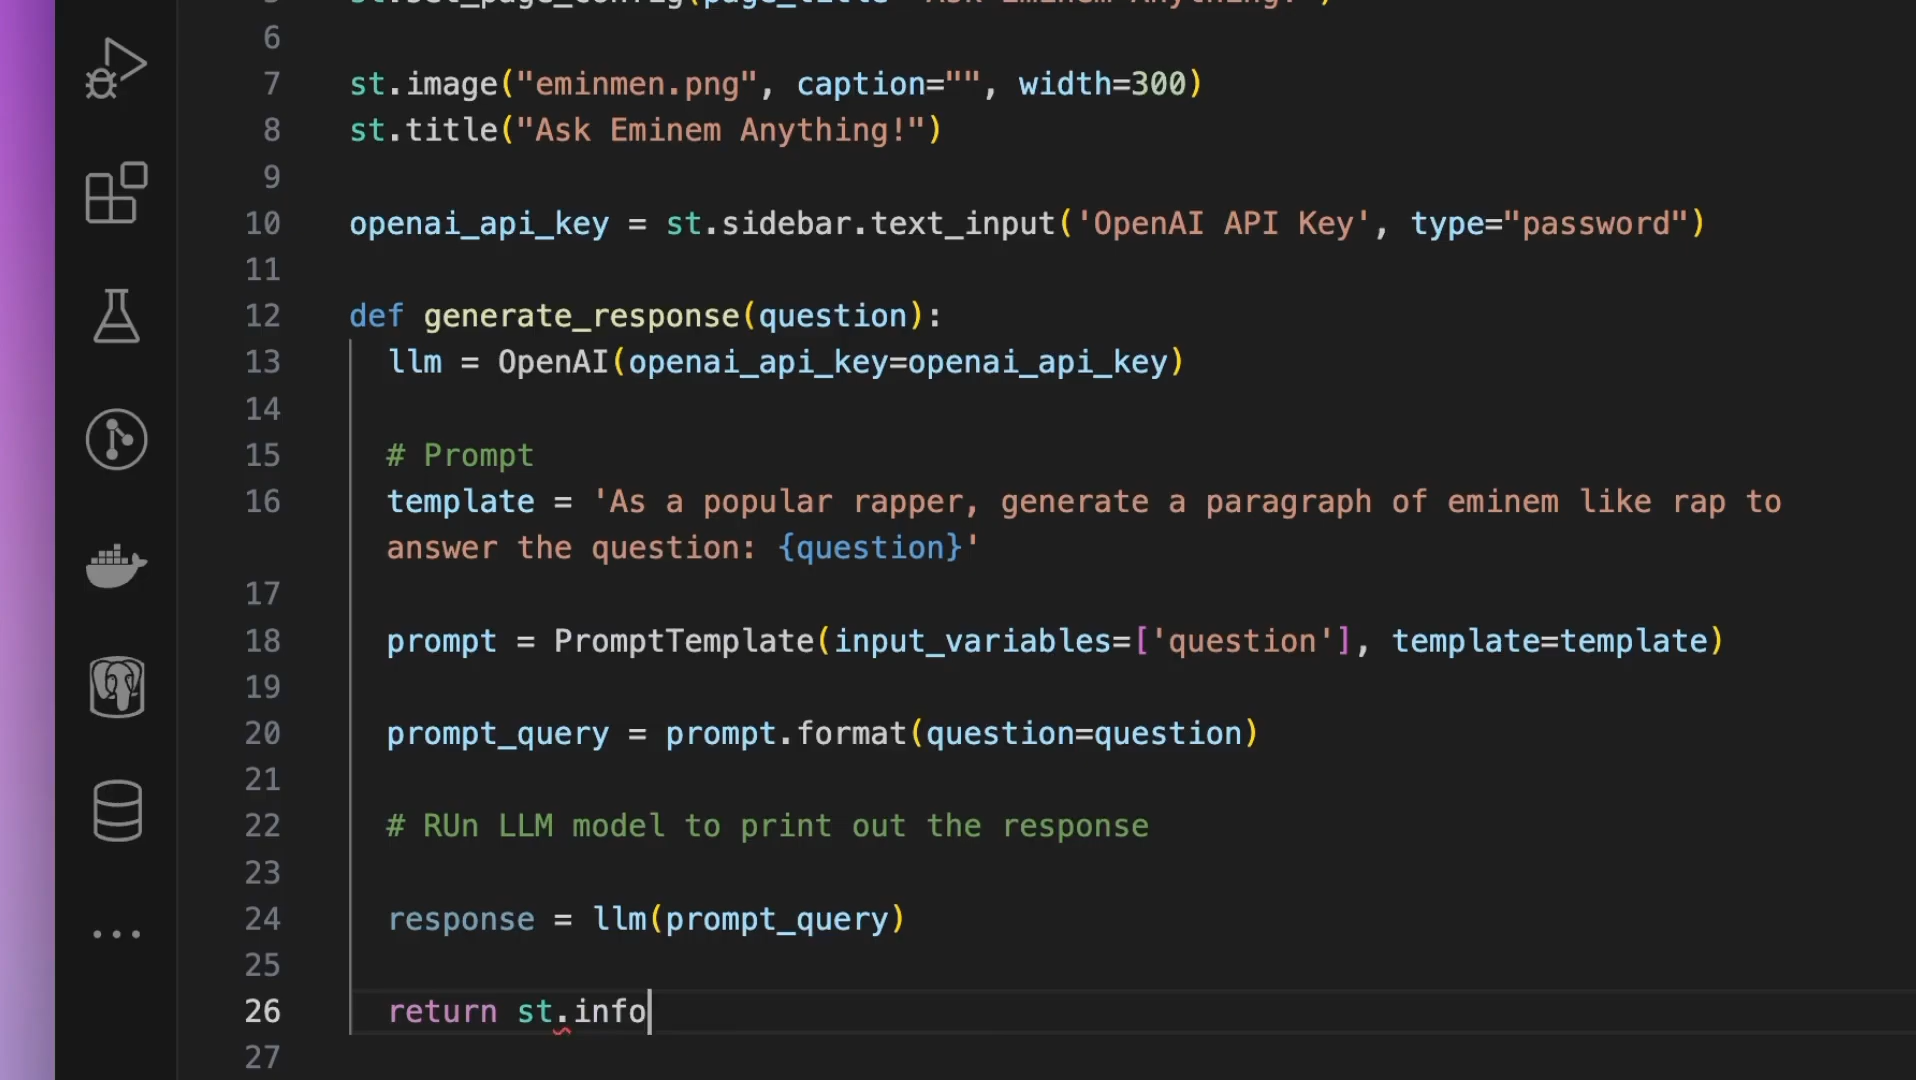 6
7 st.image("eminmen.png", caption="", width=300)
8 st.title("Ask Eminem Anything!")
9
10 openai_api_key = st.sidebar.text_input('OpenAI API Key', type="password")
11
12 def generate_response(question):
13 llm = OpenAI(openai_api_key=openai_api_key)
14
15 # Prompt
16 template = 'As a popular rapper, generate a paragraph of eminem like rap to
answer the question: {question}'
17
18 prompt = PromptTemplate(input_variables=['question'], template=template)
19
20 prompt_query = prompt.format(question=question)
21
22 # RUn LLM model to print out the response
23
24 response = llm(prompt_query)
25
26 return st.info
27